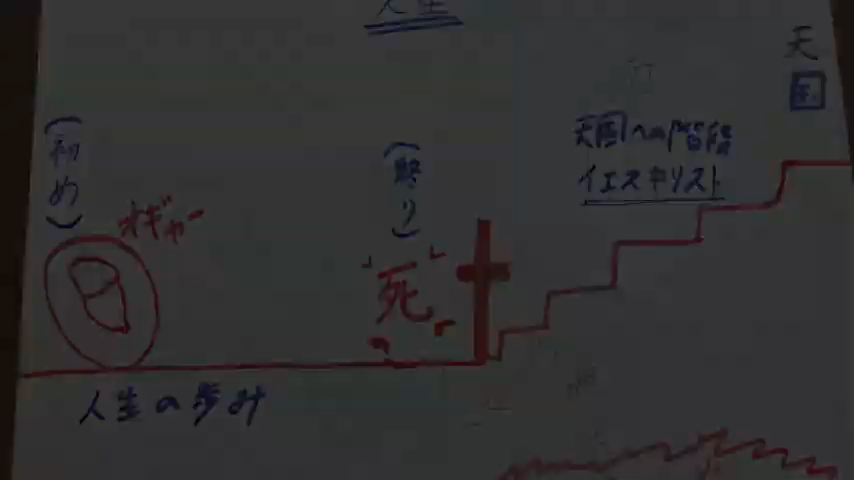 人生
天国
天国への階段
イエスキリスト
(初め)
オギャー
(終り)
「死」
人生の歩み